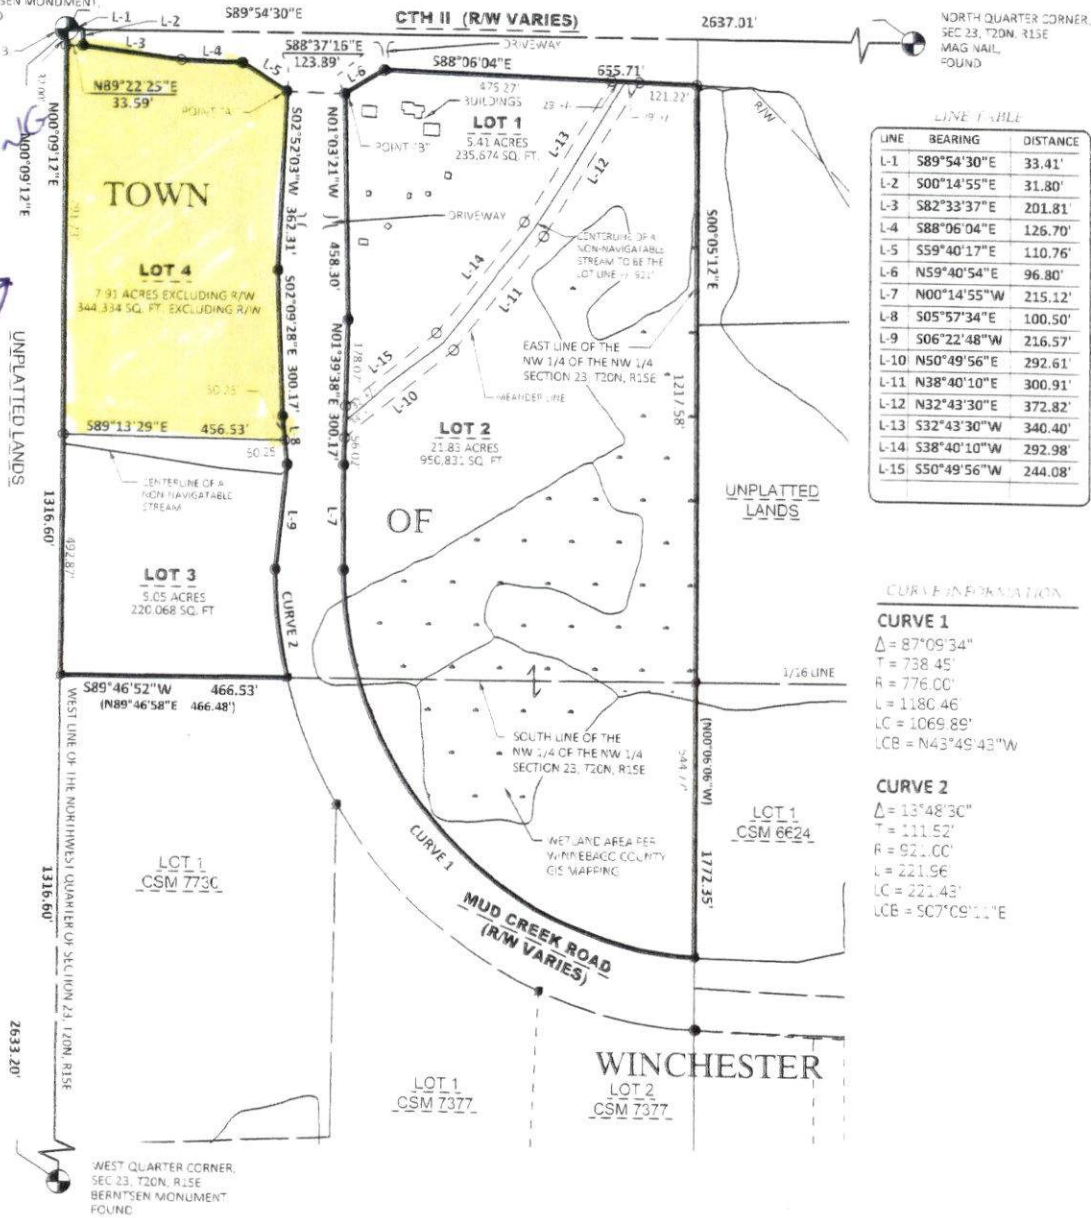 SEN MONUMENT,
L-1
L-2
S89°54'30"E
CTH II (R/W VARIES)
2637.01'
NORTH QUARTER CORNER,
SEC 23, T20N, R15E
MAG NAIL,
FOUND
L-3
L-4
L-5
S88°37'16"E
123.89'
L-6
DRIVEWAY
S88°06'04"E
655.71'
475.27'
121.22'
R/W
N89°22'25"E
33.59'
POINT "A"
BUILDINGS
LOT 1
5.41 ACRES
235,674 SQ. FT.
POINT "B"
L-13
L-12
N00°09'12"E
N00°09'12"E
TOWN
S02°52'03"W 362.31'
N01°03'21"W
458.30'
DRIVEWAY
CENTERLINE OF A
NON-NAVIGATABLE
STREAM TO BE THE
LOT LINE
S00°05'12"E
LOT 4
7.91 ACRES EXCLUDING R/W
344,334 SQ. FT. EXCLUDING R/W
L-14
L-11
S02°09'28"E 300.17'
N01°39'38"E 300.17'
178.07'
L-15
L-10
EAST LINE OF THE
NW 1/4 OF THE NW 1/4
SECTION 23, T20N, R15E
MEANDER LINE
1217.58'
UNPLATTED LANDS
50.25
S89°13'29"E 456.53'
L-8
50.25
LOT 2
21.83 ACRES
950,831 SQ. FT
CENTERLINE OF A
NON NAVIGATABLE
STREAM
UNPLATTED
LANDS
1316.60'
492.87'
L-9
L-7
OF
LOT 3
5.05 ACRES
220,068 SQ. FT
CURVE 2
S89°46'52"W 466.53'
(N89°46'58"E 466.48')
1/16 LINE
SOUTH LINE OF THE
NW 1/4 OF THE NW 1/4
SECTION 23, T20N, R15E
(N00°06'06"W)
1772.35'
WETLAND AREA PER
WINNEBAGO COUNTY
GIS MAPPING
LOT 1
CSM 6624
LOT 1
CSM 7730
CURVE 1
MUD CREEK ROAD
(R/W VARIES)
WEST LINE OF THE NORTHWEST QUARTER OF SECTION 23, T20N, R15E
1316.60'
2633.20'
WINCHESTER
LOT 1
CSM 7377
LOT 2
CSM 7377
WEST QUARTER CORNER,
SEC 23, T20N, R15E
BERNTSEN MONUMENT
FOUND
LINE TABLE
LINE BEARING DISTANCE
L-1 S89°54'30"E 33.41'
L-2 S00°14'55"E 31.80'
L-3 S82°33'37"E 201.81'
L-4 S88°06'04"E 126.70'
L-5 S59°40'17"E 110.76'
L-6 N59°40'54"E 96.80'
L-7 N00°14'55"W 215.12'
L-8 S05°57'34"E 100.50'
L-9 S06°22'48"W 216.57'
L-10 N50°49'56"E 292.61'
L-11 N38°40'10"E 300.91'
L-12 N32°43'30"E 372.82'
L-13 S32°43'30"W 340.40'
L-14 S38°40'10"W 292.98'
L-15 S50°49'56"W 244.08'
CURVE INFORMATION
CURVE 1
Δ = 87°09'34"
T = 738.45'
R = 776.00'
L = 1180.46
LC = 1069.89'
LCB = N43°49'43"W
CURVE 2
Δ = 13°48'30"
T = 111.52'
R = 921.00'
L = 221.96'
LC = 221.43'
LCB = S07°09'11"E